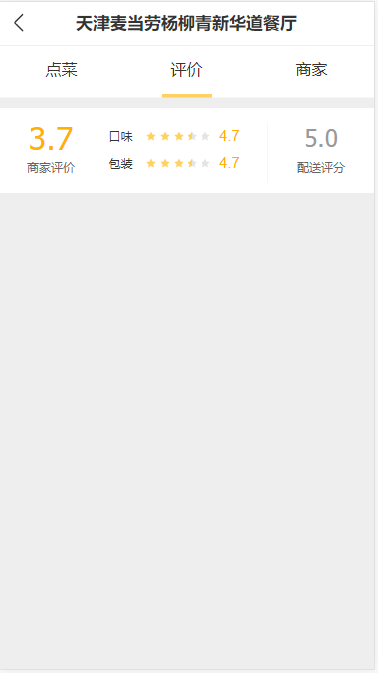 天津麦当劳杨柳青新华道餐厅
点菜 评价 商家
3.7
商家评价
口味 4.7
包装 4.7
5.0
配送评分